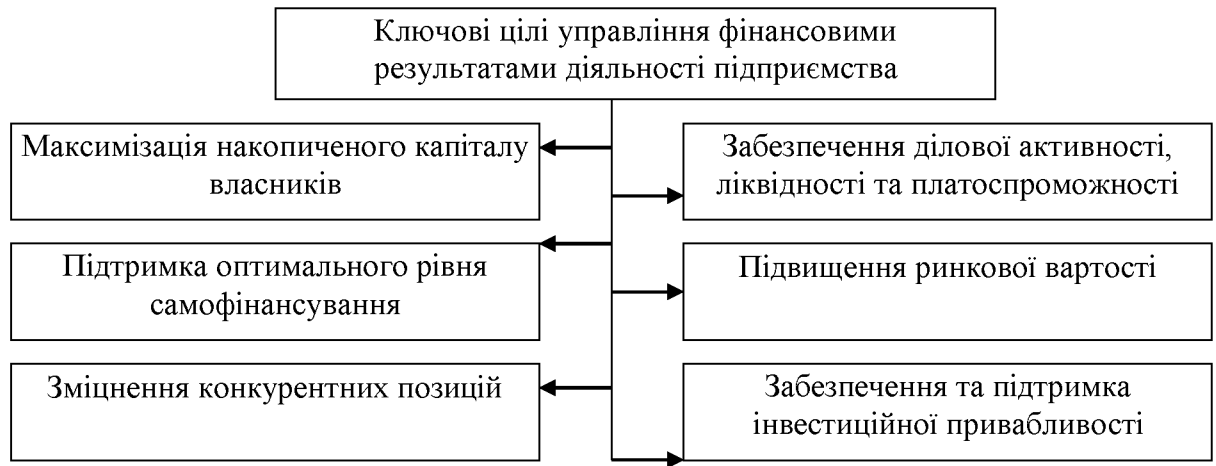 Ключові цілі управління фінансовими
результатами діяльності підприємства
Максимізація накопиченого капіталу
власників
Забезпечення ділової активності,
ліквідності та платоспроможності
Підтримка оптимального рівня
самофінансування
Підвищення ринкової вартості
Зміцнення конкурентних позицій
Забезпечення та підтримка
інвестиційної привабливості